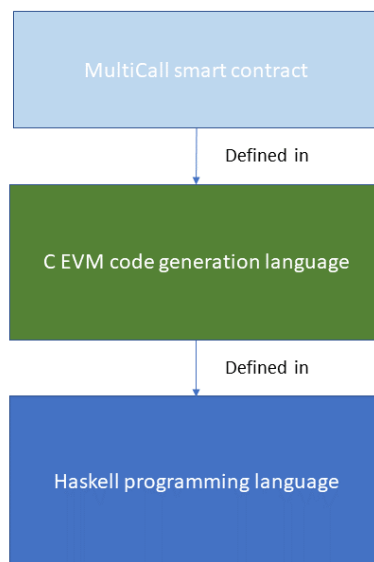 MultiCall smart contract
Defined in
C EVM code generation language
Defined in
Haskell programming language